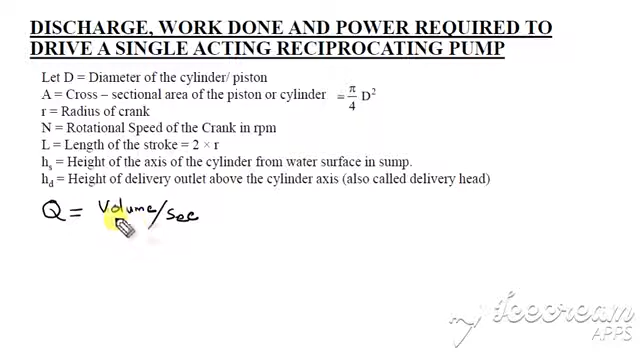 DISCHARGE, WORK DONE AND POWER REQUIRED TO
DRIVE A SINGLE ACTING RECIPROCATING PUMP
Let D = Diameter of the cylinder/ piston
A = Cross – sectional area of the piston or cylinder = π/4 D²
r = Radius of crank
N = Rotational Speed of the Crank in rpm
L = Length of the stroke = 2 × r
hₛ = Height of the axis of the cylinder from water surface in sump.
h_d = Height of delivery outlet above the cylinder axis (also called delivery head)
Q = Volume/sec
Icecream
APPS